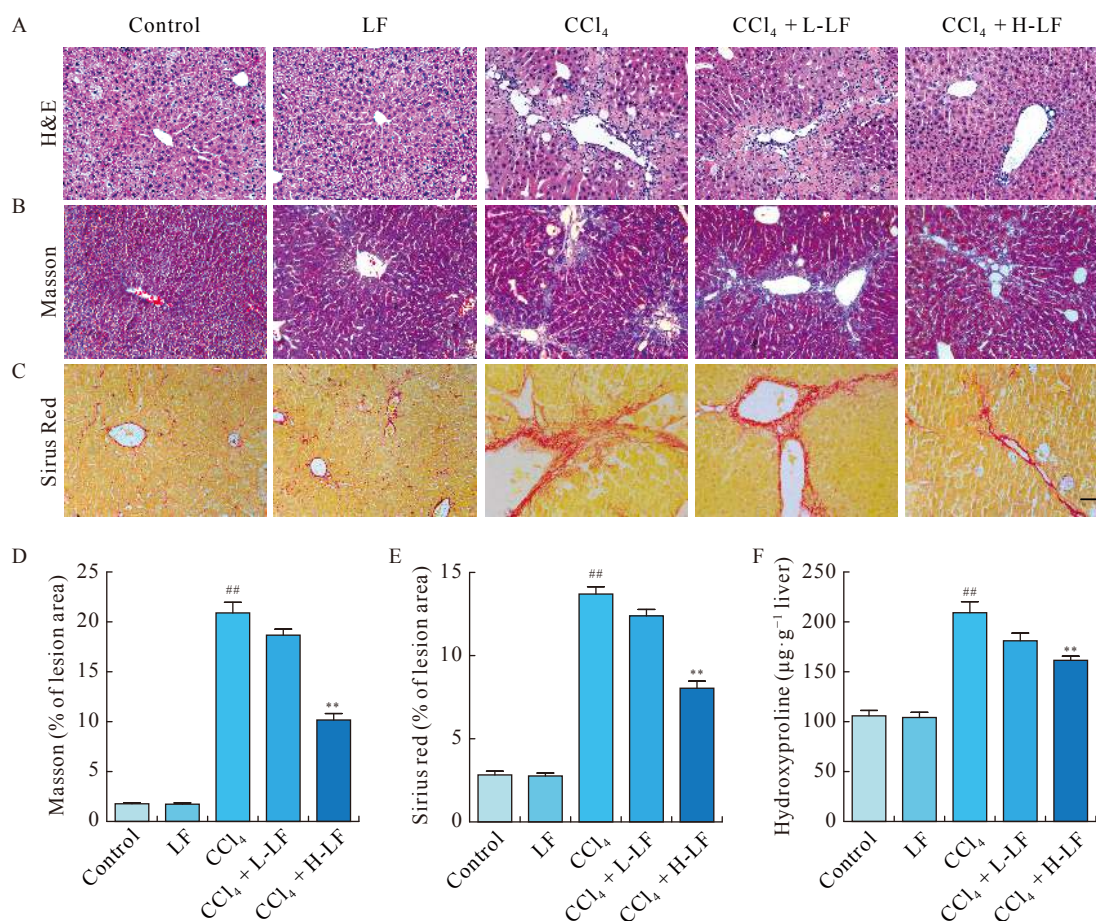 A
Control
LF
CCl₄
CCl₄ + L-LF
CCl₄ + H-LF
H&E
B
Masson
C
Sirus Red
D
Masson (% of lesion area)
25
20
15
10
5
0
##
**
Control
LF
CCl₄
CCl₄ + L-LF
CCl₄ + H-LF
E
Sirius red (% of lesion area)
15
10
5
0
##
**
Control
LF
CCl₄
CCl₄ + L-LF
CCl₄ + H-LF
F
Hydroxyproline (μg·g⁻¹ liver)
250
200
150
100
50
0
##
**
Control
LF
CCl₄
CCl₄ + L-LF
CCl₄ + H-LF